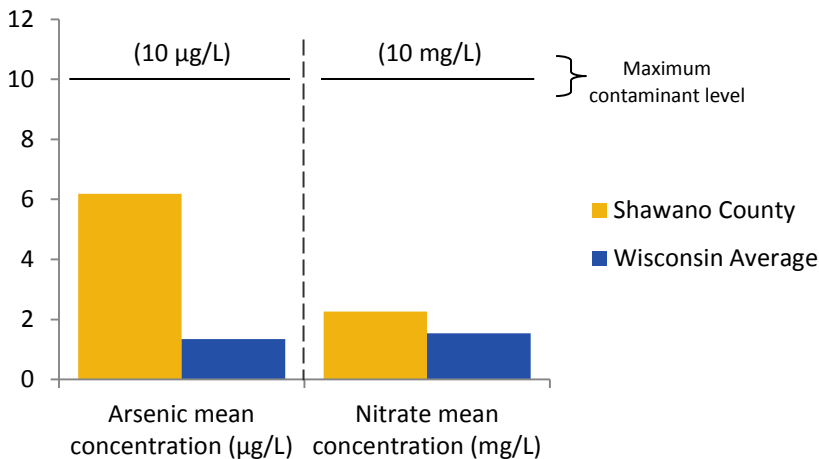 12
10
8
6
4
2
0
(10 µg/L)
(10 mg/L)
Maximum
contaminant level
Shawano County
Wisconsin Average
Arsenic mean
concentration (µg/L)
Nitrate mean
concentration (mg/L)